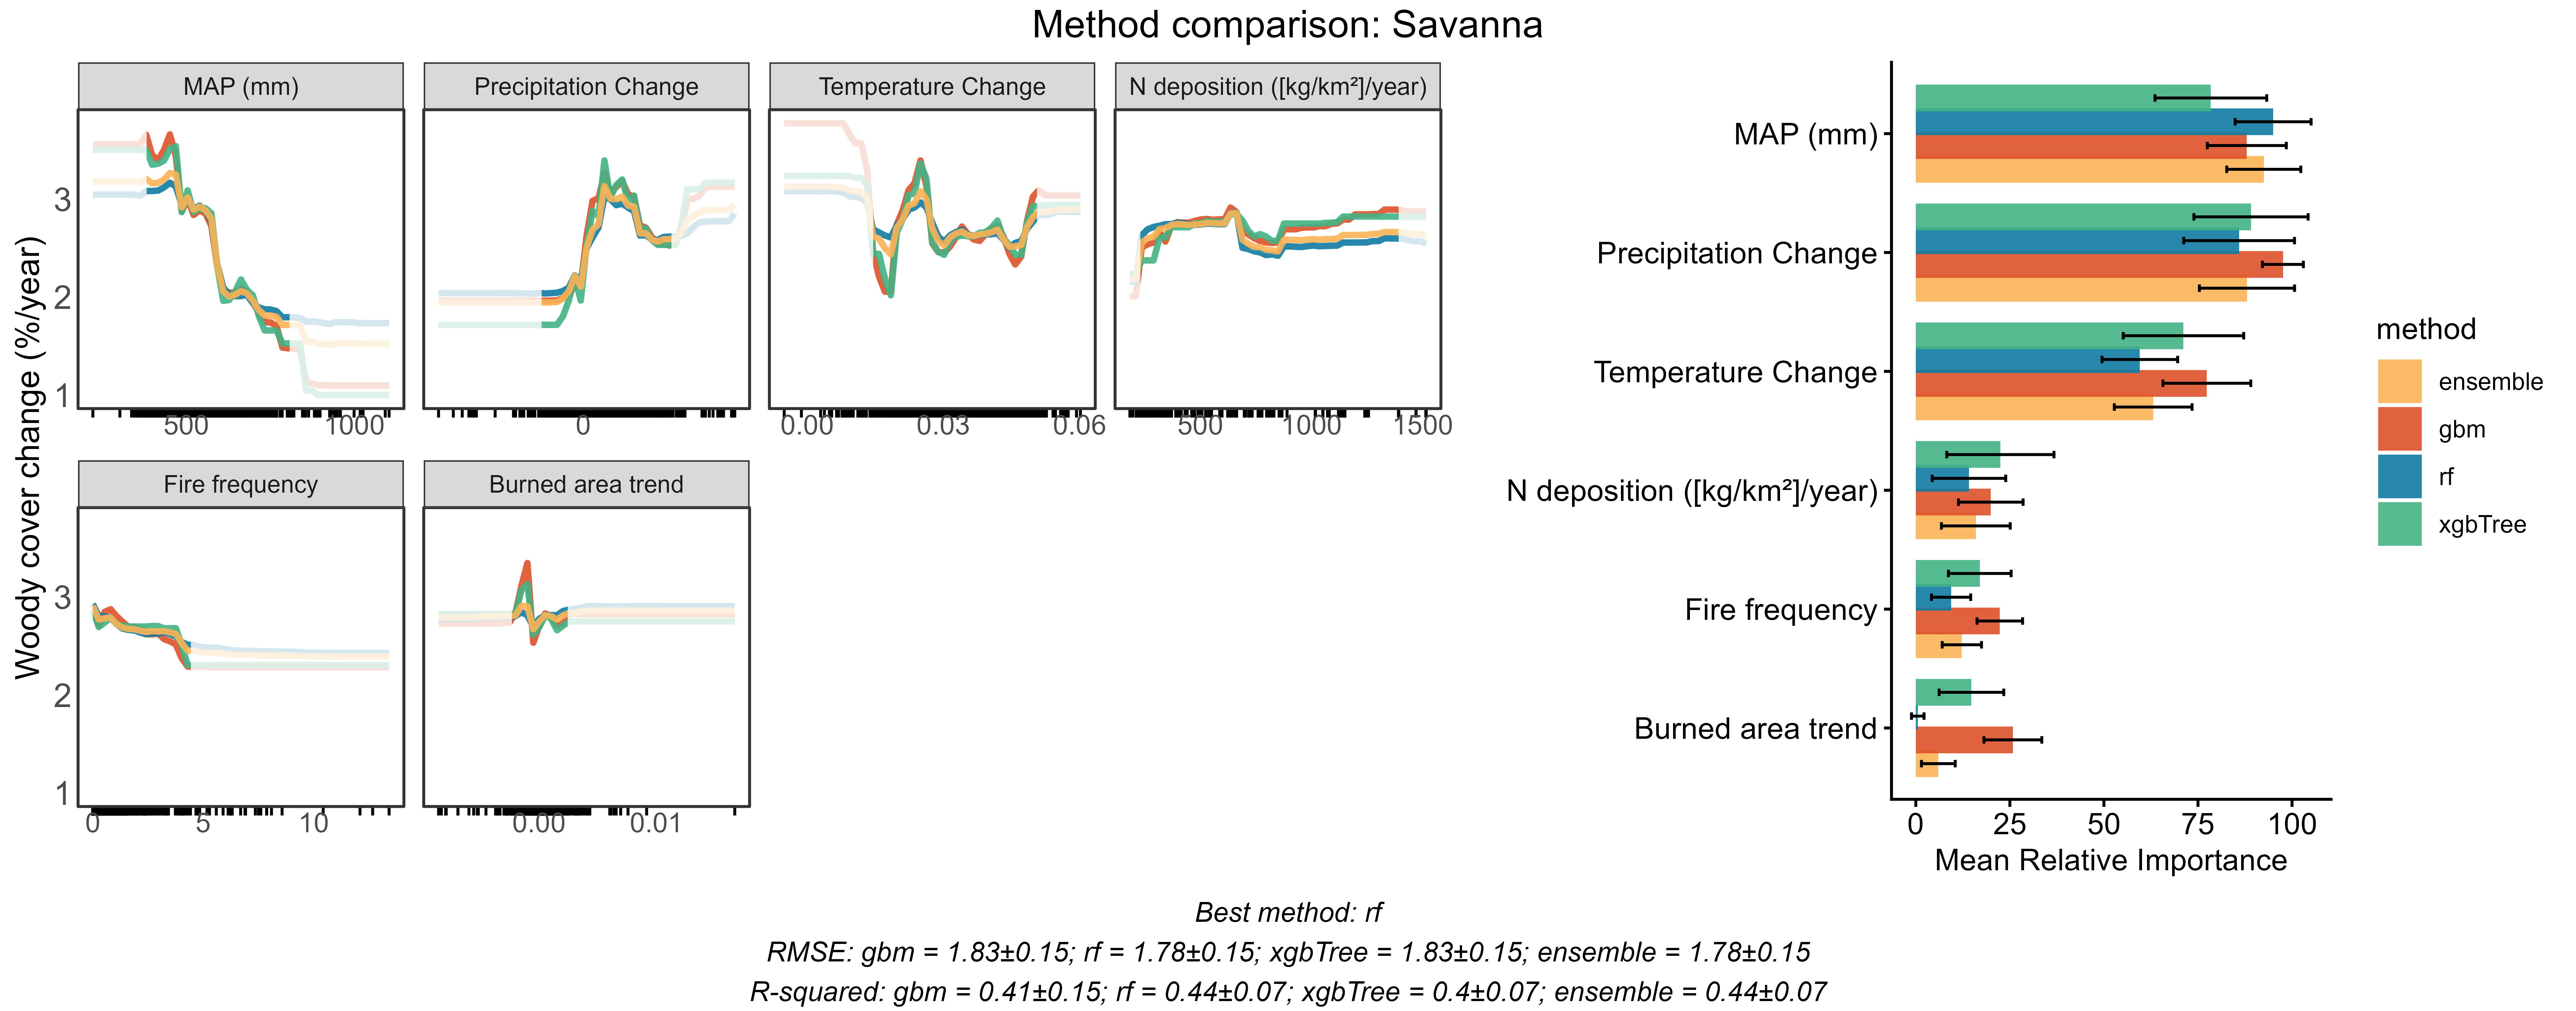 Method comparison: Savanna
MAP (mm)
Precipitation Change
Temperature Change
N deposition ([kg/km²]/year)
Woody cover change (%/year)
3
2
1
500
1000
0
0.00
0.03
0.06
500
1000
1500
Fire frequency
Burned area trend
3
2
1
0
5
10
0.00
0.01
MAP (mm)
Precipitation Change
Temperature Change
N deposition ([kg/km²]/year)
Fire frequency
Burned area trend
0
25
50
75
100
Mean Relative Importance
method
ensemble
gbm
rf
xgbTree
Best method: rf
RMSE: gbm = 1.83±0.15; rf = 1.78±0.15; xgbTree = 1.83±0.15; ensemble = 1.78±0.15
R-squared: gbm = 0.41±0.15; rf = 0.44±0.07; xgbTree = 0.4±0.07; ensemble = 0.44±0.07